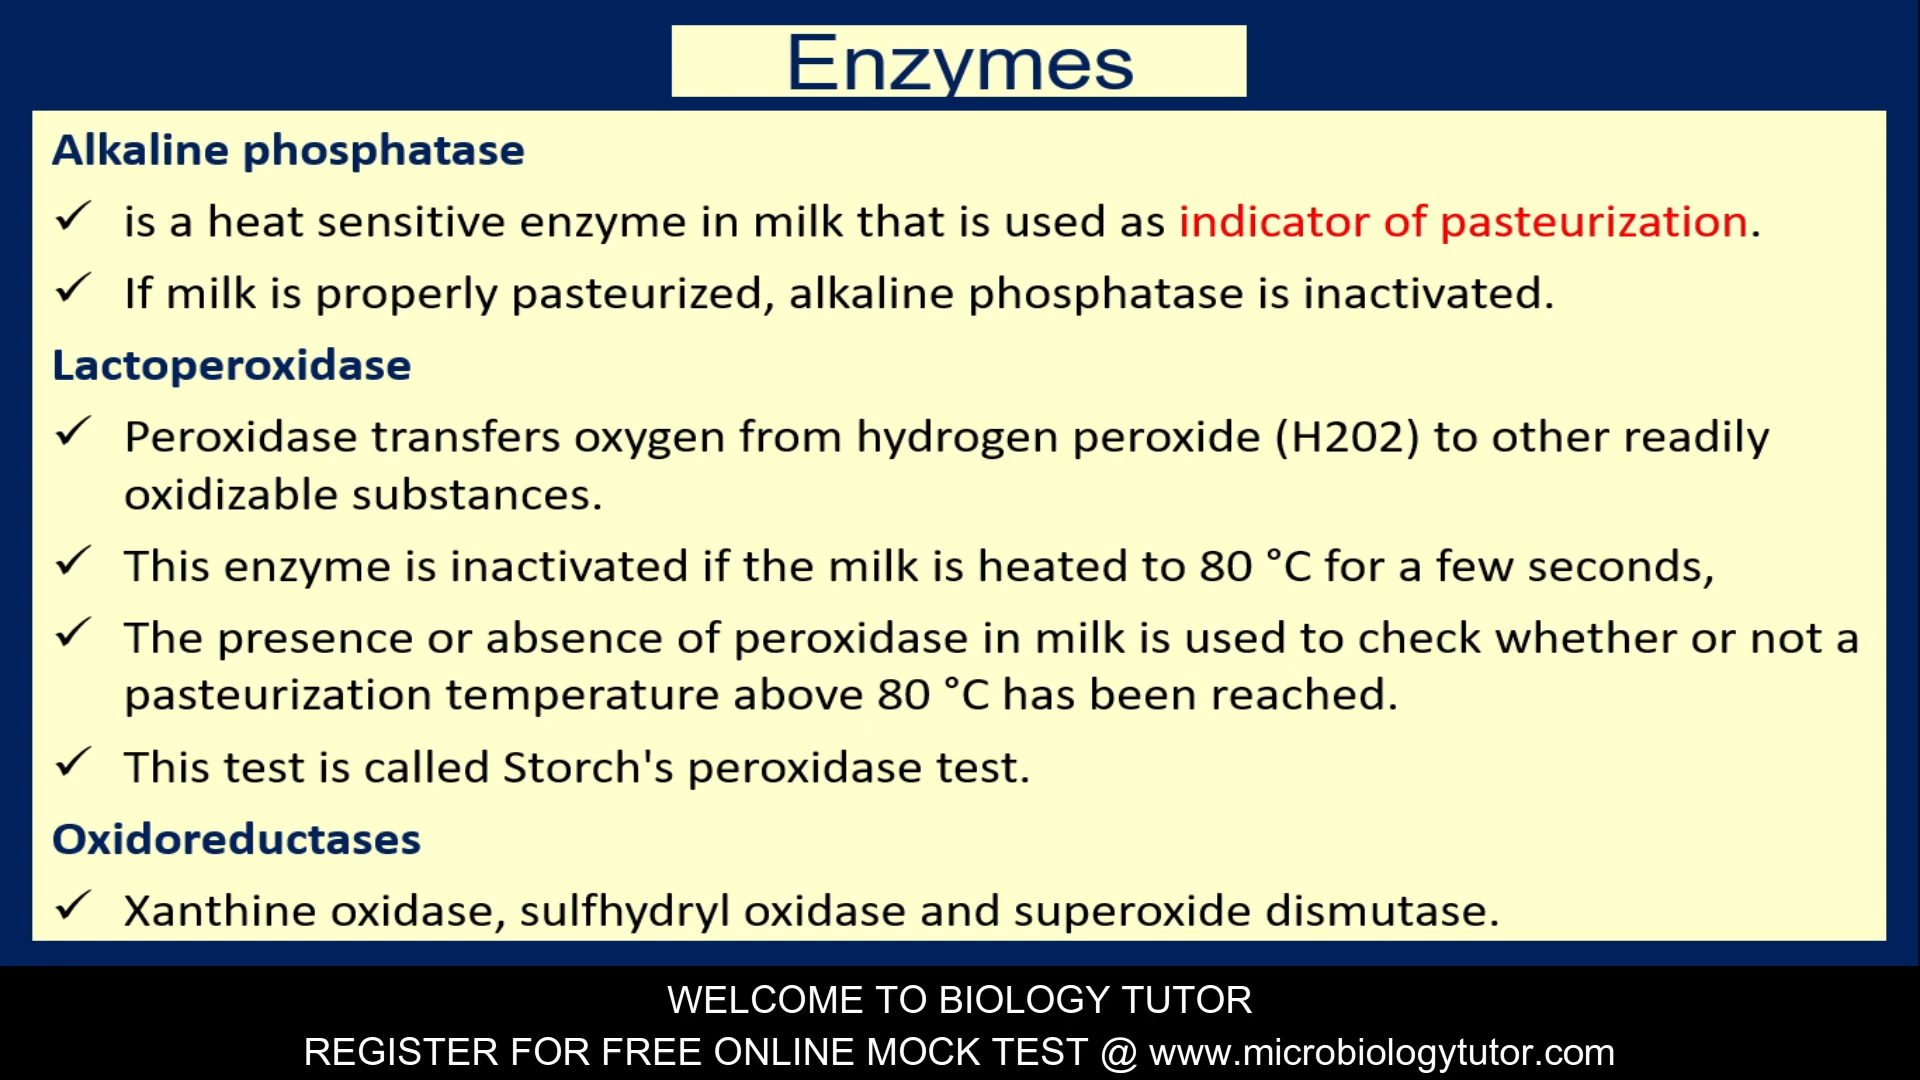 Enzymes
Alkaline phosphatase
✓ is a heat sensitive enzyme in milk that is used as indicator of pasteurization.
✓ If milk is properly pasteurized, alkaline phosphatase is inactivated.
Lactoperoxidase
✓ Peroxidase transfers oxygen from hydrogen peroxide (H202) to other readily
oxidizable substances.
✓ This enzyme is inactivated if the milk is heated to 80 °C for a few seconds,
✓ The presence or absence of peroxidase in milk is used to check whether or not a
pasteurization temperature above 80 °C has been reached.
✓ This test is called Storch's peroxidase test.
Oxidoreductases
✓ Xanthine oxidase, sulfhydryl oxidase and superoxide dismutase.
WELCOME TO BIOLOGY TUTOR
REGISTER FOR FREE ONLINE MOCK TEST @ www.microbiologytutor.com